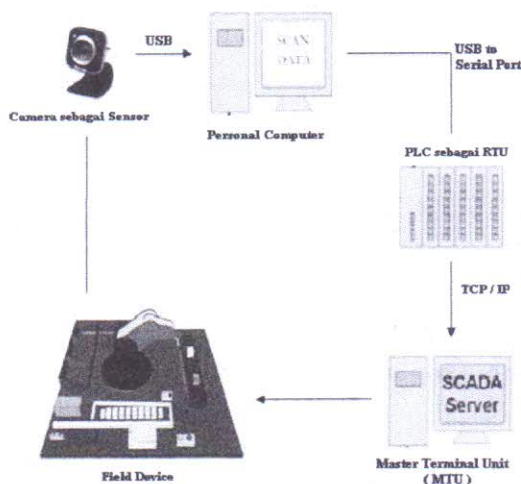 USB
SCAN
DATA
USB to
Serial Port
Camera sebagai Sensor
Personal Computer
PLC sebagai RTU
TCP / IP
SCADA
Server
Field Device
Master Terminal Unit
( MTU )